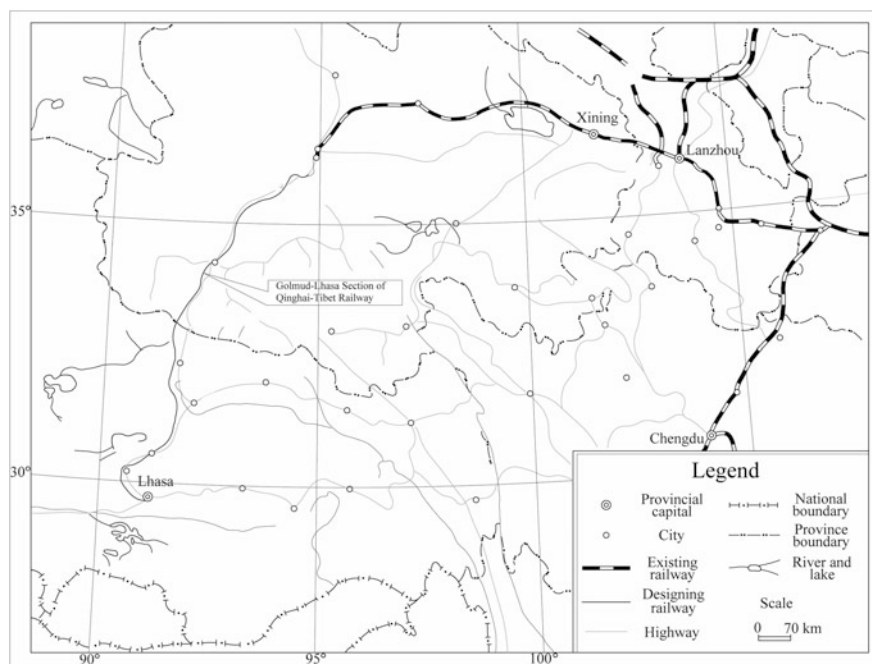 Xining
Lanzhou
35°
Golmud-Lhasa Section of
Qinghai-Tibet Railway
Chengdu
30°
Lhasa
Legend
Provincial
capital
National
boundary
City
Province
boundary
Existing
railway
River and
lake
Designing
railway
Scale
Highway
0 70 km
90°
95°
100°